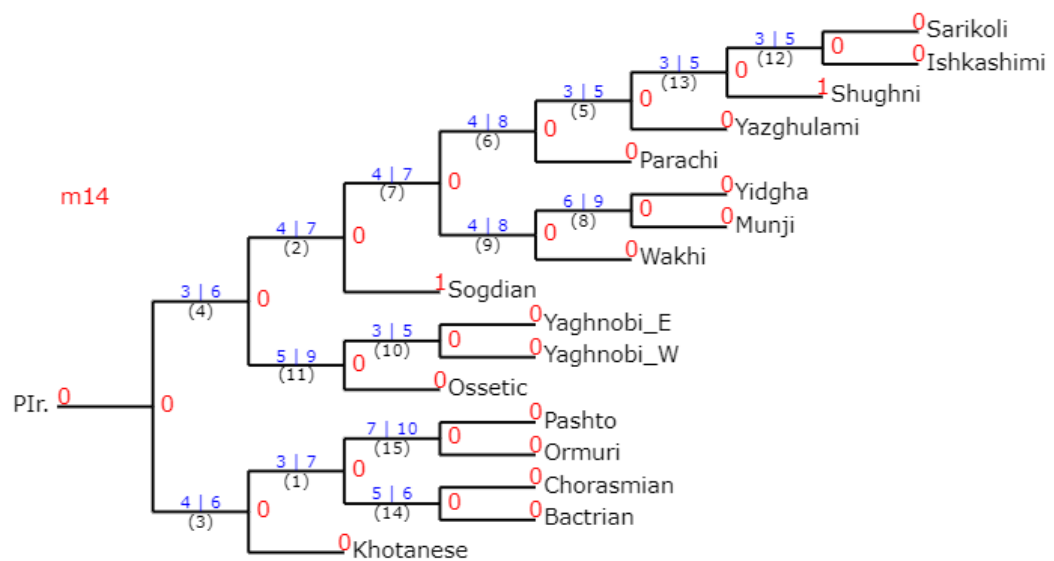 0 Sarikoli
3 | 5
(12)
0
0 Ishkashimi
3 | 5
(13)
0
1 Shughni
3 | 5
(5)
0
0 Yazghulami
4 | 8
(6)
0
0 Parachi
m14
4 | 7
(7)
0
6 | 9
(8)
0
0 Yidgha
0 Munji
4 | 8
(9)
0
0 Wakhi
4 | 7
(2)
0
1 Sogdian
3 | 6
(4)
0
3 | 5
(10)
0
0 Yaghnobi_E
0 Yaghnobi_W
5 | 9
(11)
0
0 Ossetic
PIr. 0
0
7 | 10
(15)
0
0 Pashto
0 Ormuri
3 | 7
(1)
0
5 | 6
(14)
0
0 Chorasmian
0 Bactrian
4 | 6
(3)
0
0 Khotanese